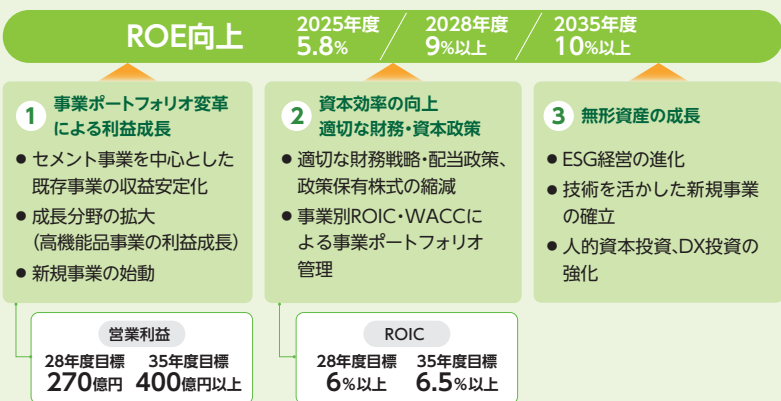 ROE向上
2025年度
5.8%
2028年度
9%以上
2035年度
10%以上
1 事業ポートフォリオ変革
による利益成長
● セメント事業を中心とした
既存事業の収益安定化
● 成長分野の拡大
(高機能品事業の利益成長)
● 新規事業の始動
営業利益
28年度目標 35年度目標
270億円 400億円以上
2 資本効率の向上
適切な財務・資本政策
● 適切な財務戦略・配当政策、
政策保有株式の縮減
● 事業別ROIC・WACCに
よる事業ポートフォリオ
管理
ROIC
28年度目標 35年度目標
6%以上 6.5%以上
3 無形資産の成長
● ESG経営の進化
● 技術を活かした新規事業
の確立
● 人的資本投資、DX投資の
強化